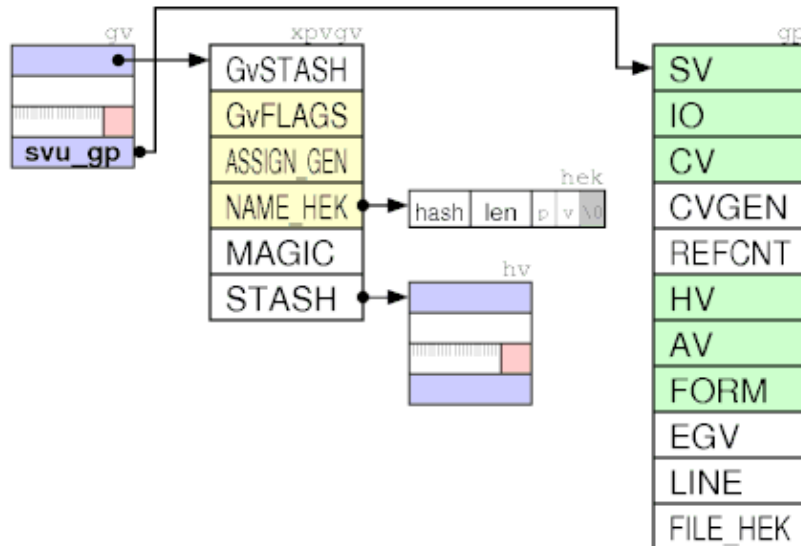 gv
svu_gp
xpvgv
GvSTASH
GvFLAGS
ASSIGN_GEN
NAME_HEK
MAGIC
STASH
hek
hash len p v \0
hv
gp
SV
IO
CV
CVGEN
REFCNT
HV
AV
FORM
EGV
LINE
FILE_HEK